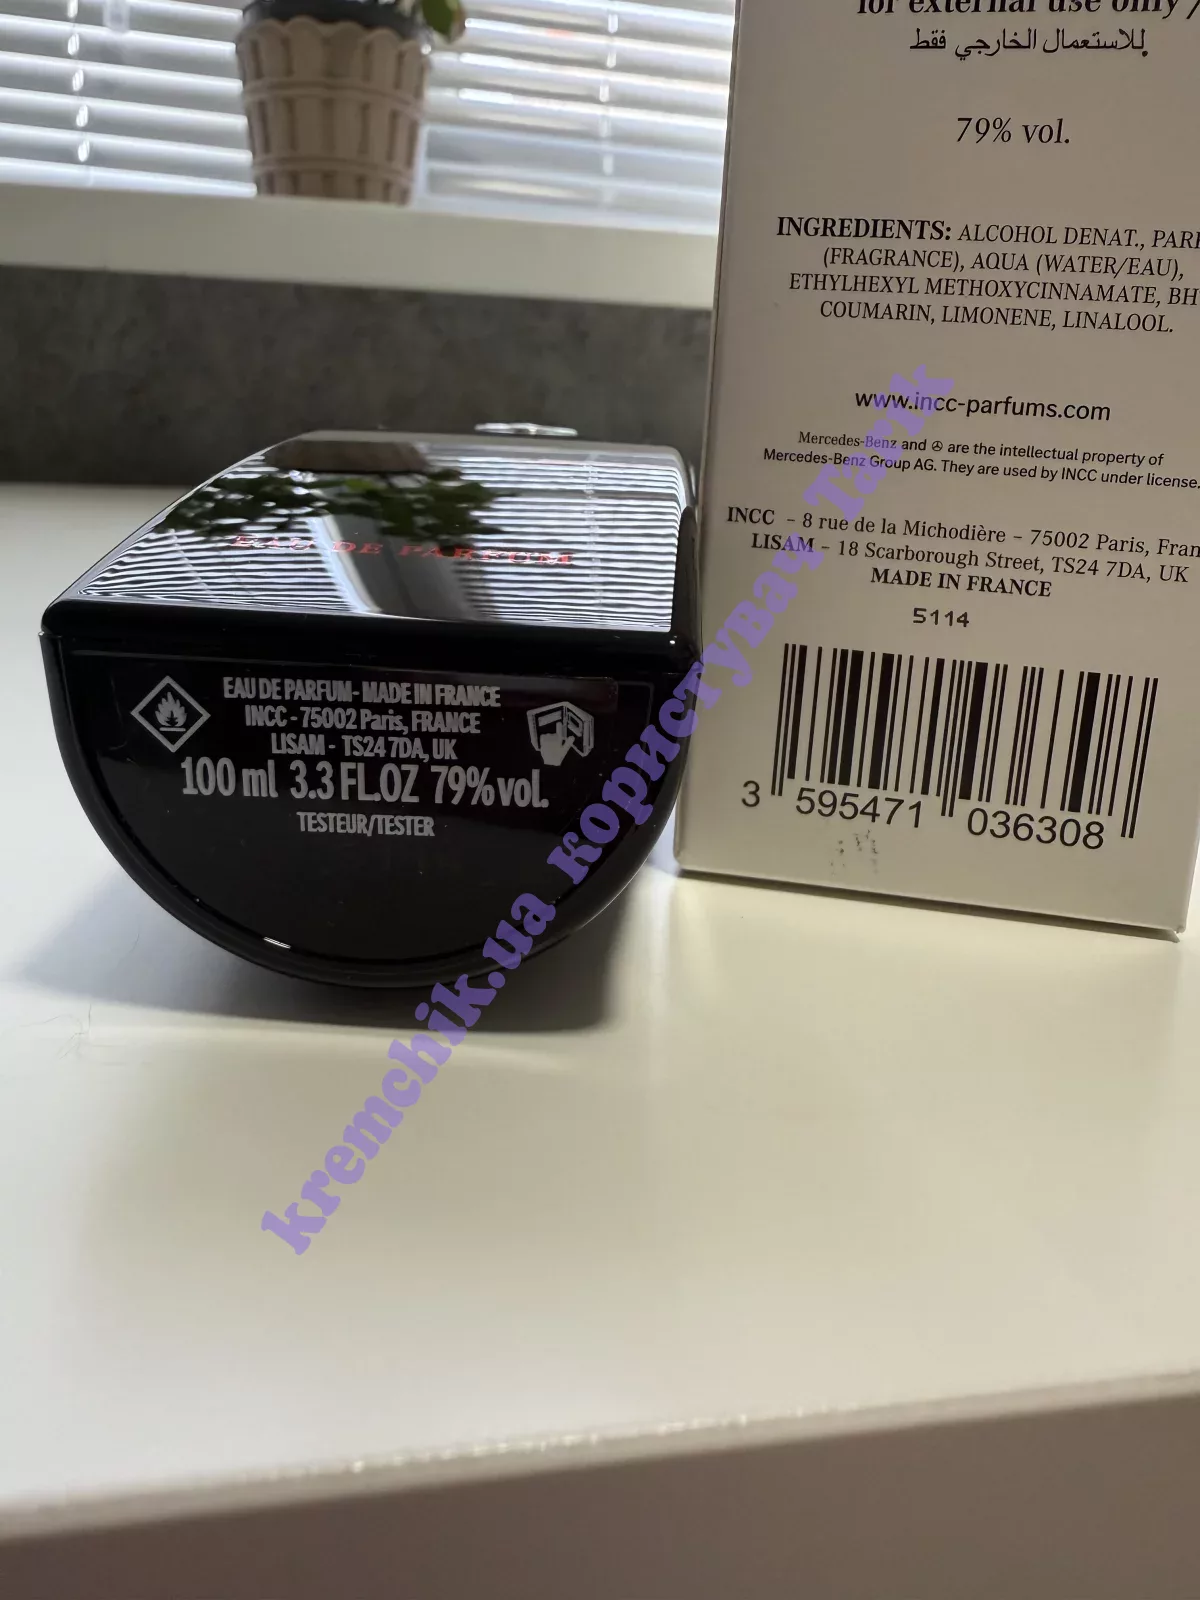 for external use only /
للاستعمال الخارجي فقط
79% vol.
INGREDIENTS: ALCOHOL DENAT.,
(FRAGRANCE), AQUA (WATER/EAU),
ETHYLHEXYL METHOXYCINNAMATE,
COUMARIN, LIMONENE, LINALOOL.
www.incc-parfums.com
Mercedes-Benz and are the intellectual property of
Mercedes-Benz Group AG. They are used by INCC under license.
INCC - 8 rue de la Michodière - 75002 Paris,
LISAM - 18 Scarborough Street, TS24 7DA, UK
MADE IN FRANCE
5114
3 595471 036308
EAU DE PARFUM
EAU DE PARFUM - MADE IN FRANCE
INCC - 75002 Paris, FRANCE
LISAM - TS24 7DA, UK
100 ml 3.3 FL.OZ 79% vol.
TESTEUR/TESTER
kremchik.ua користувач Tarik